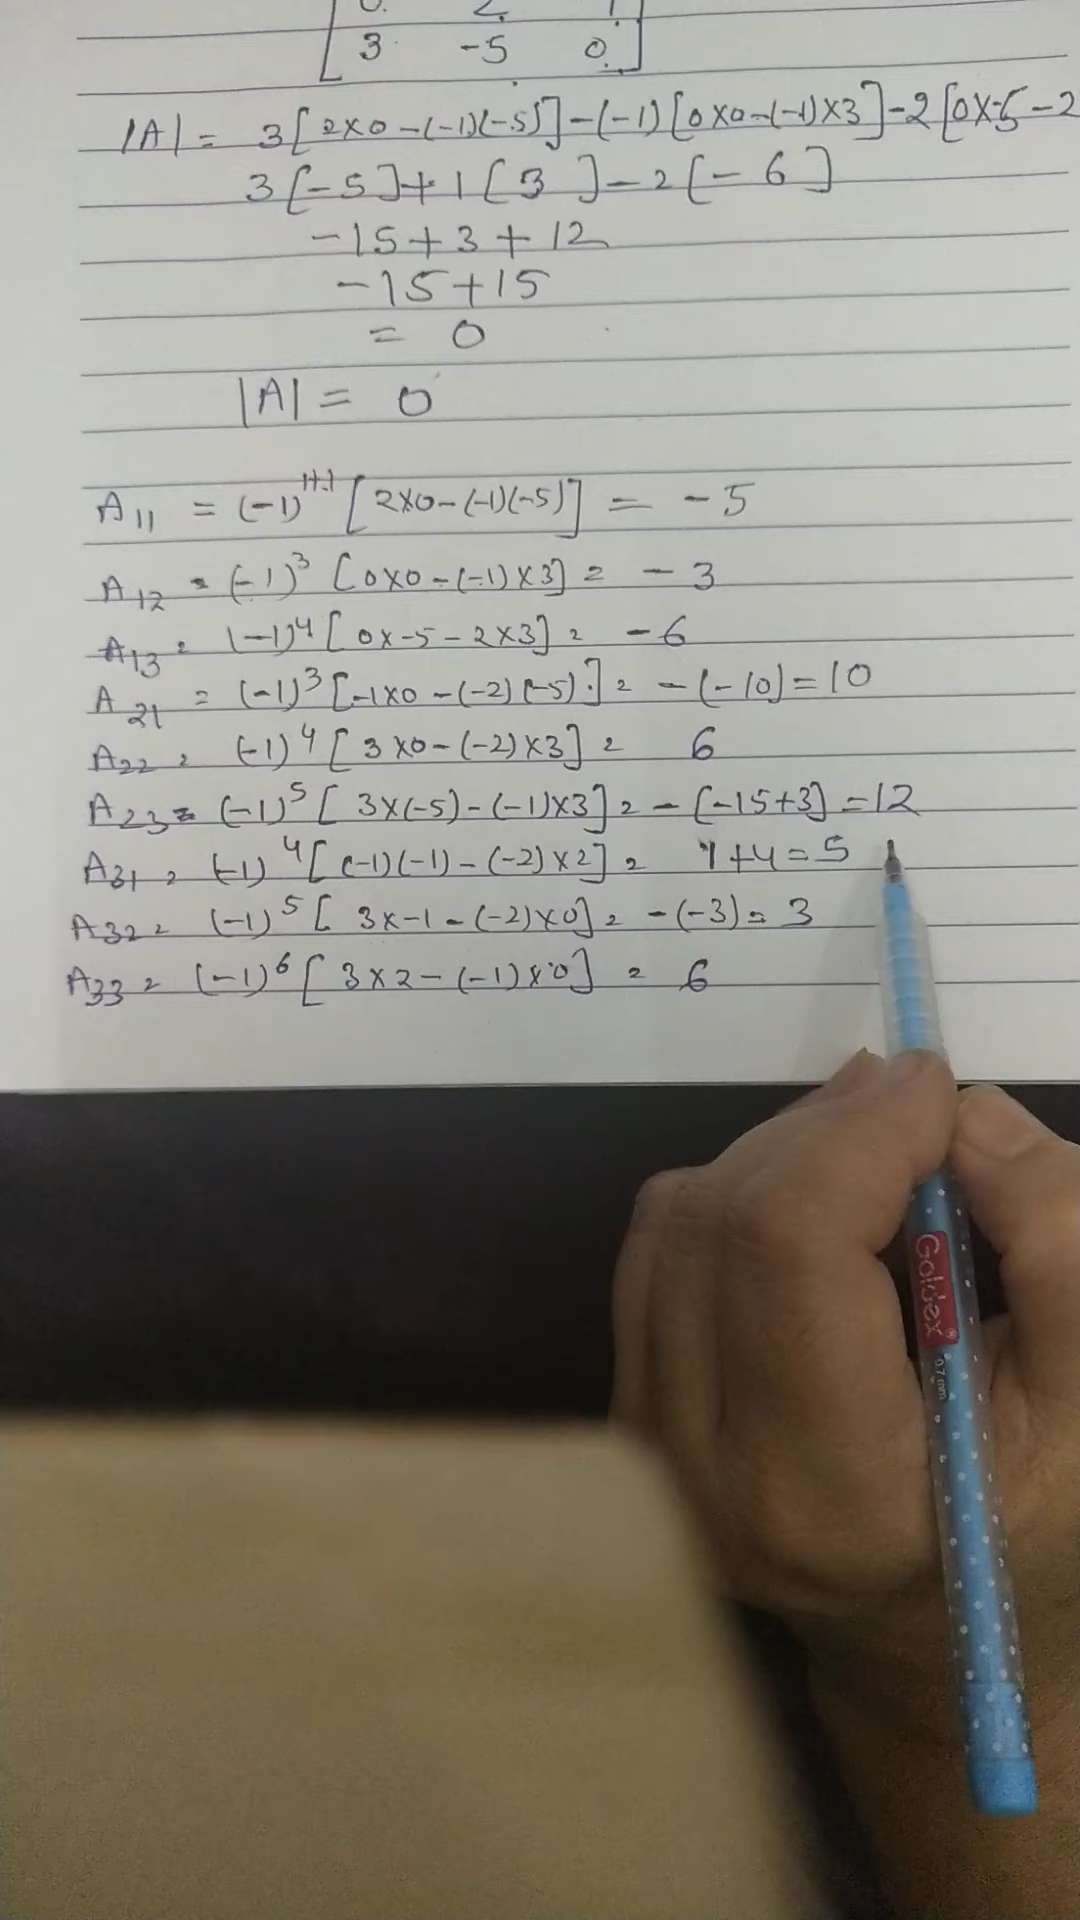 3 -5 0
|A| = 3[2×0-(-1)(-5)]-(-1)[0×0-(-1)×3]-2[0×-5-2
3[-5]+1[3]-2[-6]
-15+3+12
-15+15
= 0
|A| = 0
A11 = (-1)^1+1 [2×0-(-1)(-5)] = -5
A12 = (-1)^3 [0×0-(-1)×3] = -3
A13 = (-1)^4 [0×-5-2×3] = -6
A21 = (-1)^3 [-1×0-(-2)(-5)] = -(-10)=10
A22 = (-1)^4 [3×0-(-2)×3] = 6
A23 = (-1)^5 [3×(-5)-(-1)×3] = -[-15+3]=12
A31 = (-1)^4 [(-1)(-1)-(-2)×2] = 1+4=5
A32 = (-1)^5 [3×-1-(-2)×0] = -(-3)=3
A33 = (-1)^6 [3×2-(-1)×0] = 6
Goldex
0.7 mm